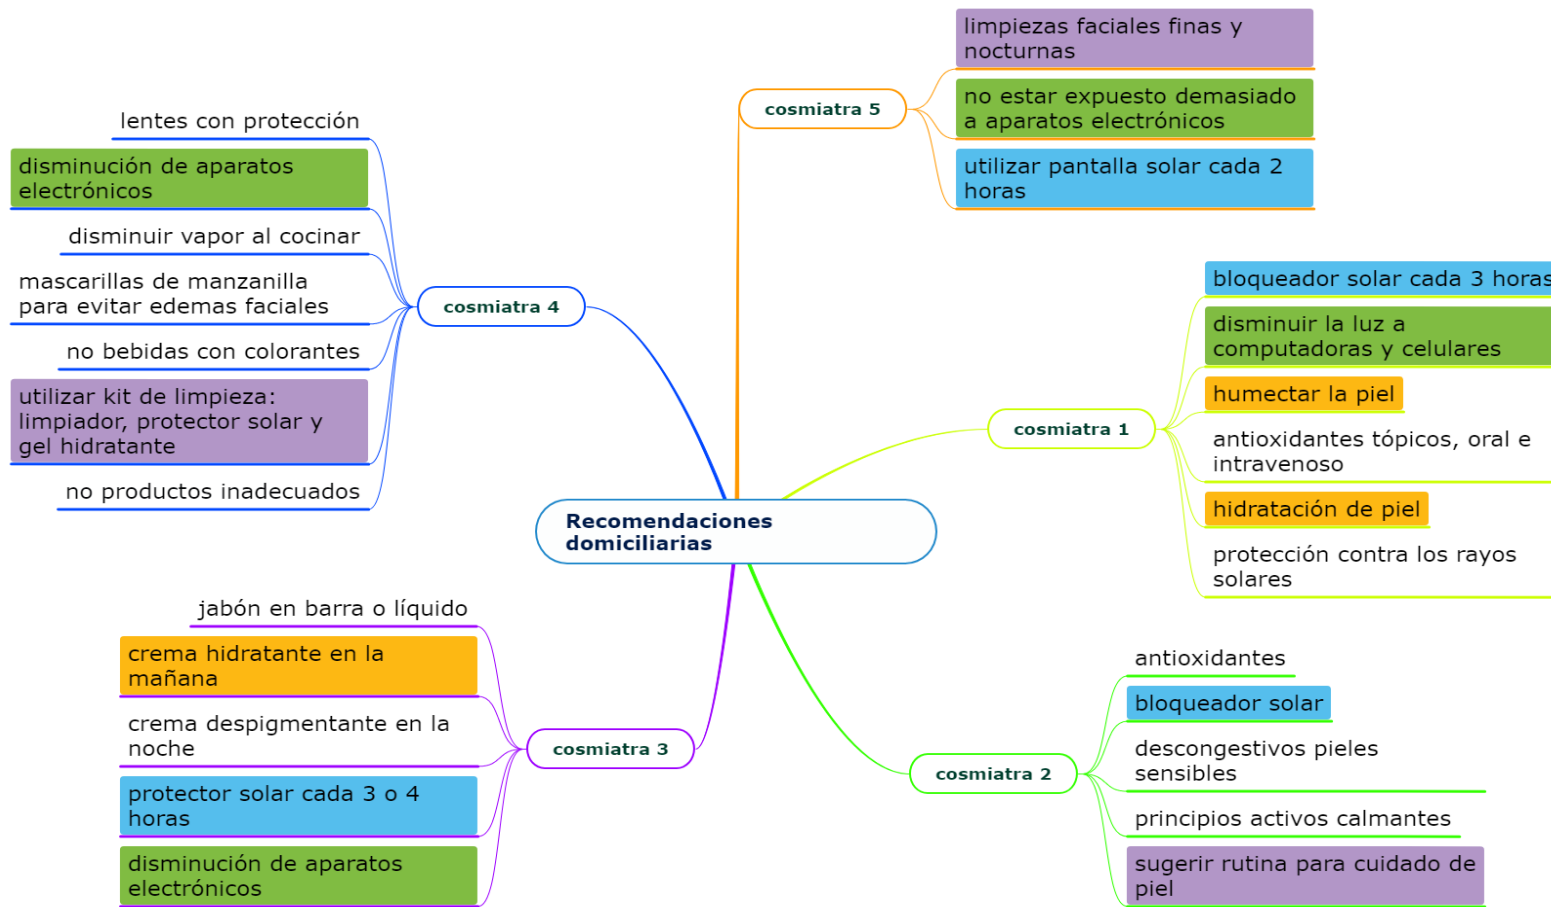 Recomendaciones
domiciliarias
cosmiatra 1
bloqueador solar cada 3 horas
disminuir la luz a
computadoras y celulares
humectar la piel
antioxidantes tópicos, oral e
intravenoso
hidratación de piel
protección contra los rayos
solares
cosmiatra 2
antioxidantes
bloqueador solar
descongestivos pieles
sensibles
principios activos calmantes
sugerir rutina para cuidado de
piel
cosmiatra 3
jabón en barra o líquido
crema hidratante en la
mañana
crema despigmentante en la
noche
protector solar cada 3 o 4
horas
disminución de aparatos
electrónicos
cosmiatra 4
lentes con protección
disminución de aparatos
electrónicos
disminuir vapor al cocinar
mascarillas de manzanilla
para evitar edemas faciales
no bebidas con colorantes
utilizar kit de limpieza:
limpiador, protector solar y
gel hidratante
no productos inadecuados
cosmiatra 5
limpiezas faciales finas y
nocturnas
no estar expuesto demasiado
a aparatos electrónicos
utilizar pantalla solar cada 2
horas